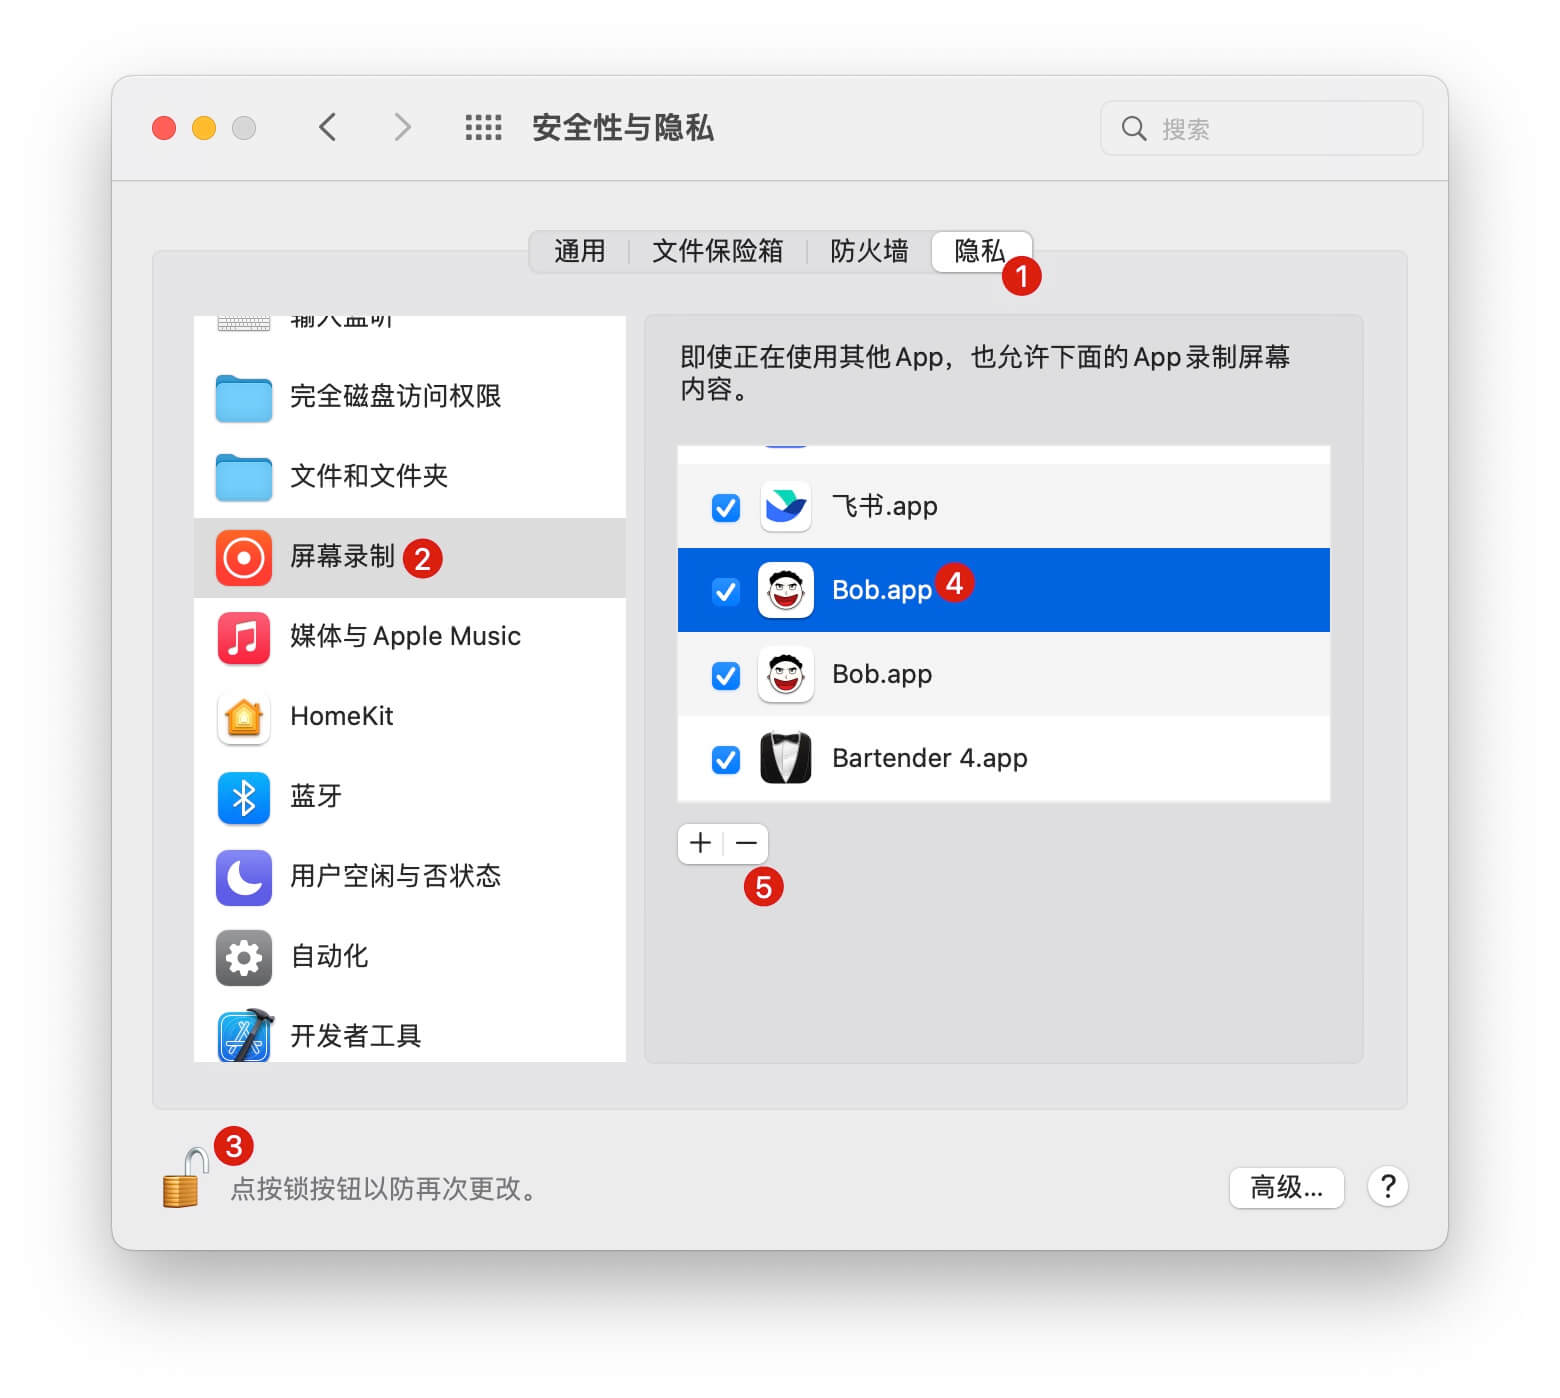 安全性与隐私
搜索
通用
文件保险箱
防火墙
隐私
1
输入监听
完全磁盘访问权限
文件和文件夹
屏幕录制
2
媒体与 Apple Music
HomeKit
蓝牙
用户空闲与否状态
自动化
开发者工具
即使正在使用其他 App，也允许下面的 App 录制屏幕
内容。
飞书.app
Bob.app
4
Bob.app
Bartender 4.app
+
−
5
3
点按锁按钮以防再次更改。
高级...
?